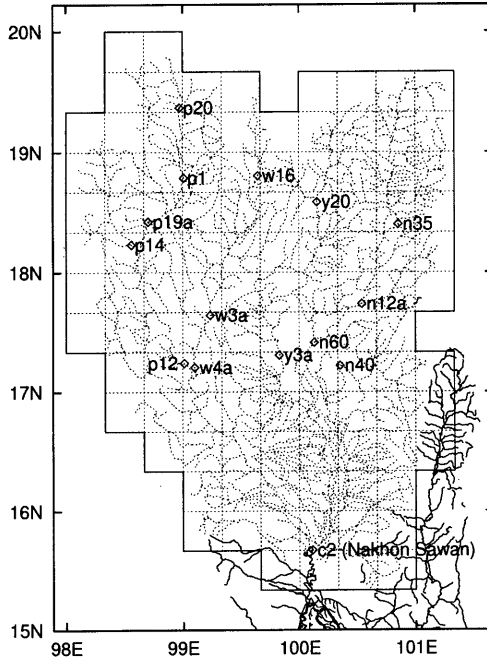 20N
p20
19N
p1
w16
y20
p19a
n35
p14
18N
n12a
w3a
n60
p12
w4a
y3a
n40
17N
16N
c2 (Nakhon Sawan)
15N
98E
99E
100E
101E